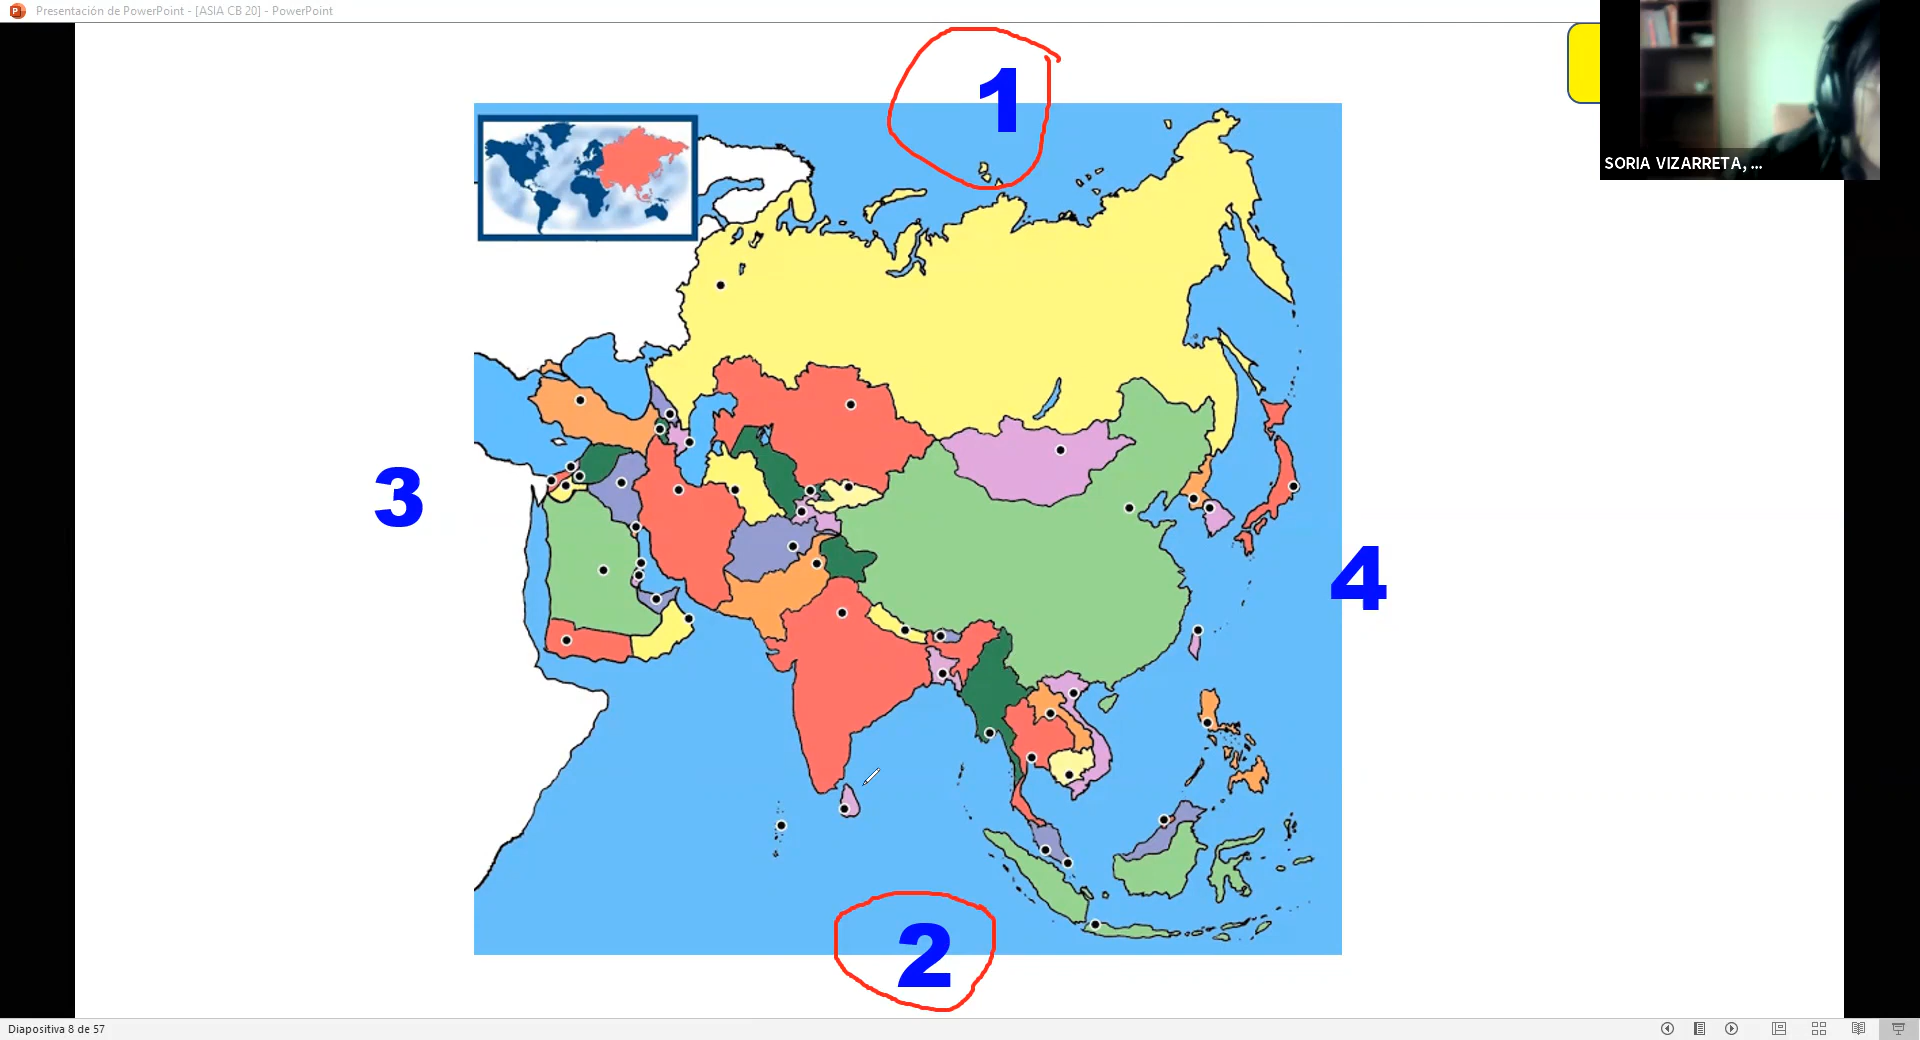 Presentación de PowerPoint - [ASIA CB 20] - PowerPoint
SORIA VIZARRETA, ...
1
3
4
2
Diapositiva 8 de 57